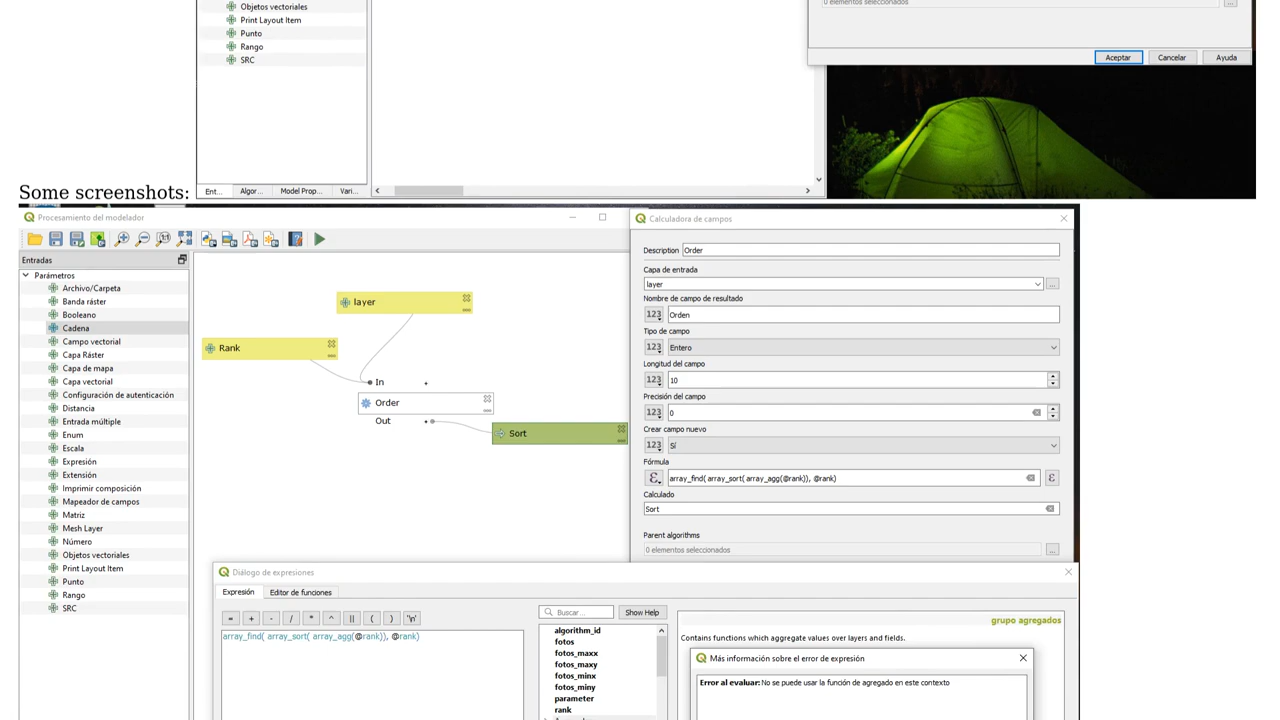 Objetos vectoriales
Print Layout Item
Punto
Rango
SRC
Ent...
Algor...
Model Prop...
Vari...
0 elementos seleccionados
...
Aceptar
Cancelar
Ayuda
Some screenshots:
Procesamiento del modelador
Entradas
Parámetros
Archivo/Carpeta
Banda ráster
Booleano
Cadena
Campo vectorial
Capa Ráster
Capa de mapa
Capa vectorial
Configuración de autenticación
Distancia
Entrada múltiple
Enum
Escala
Expresión
Extensión
Imprimir composición
Mapeador de campos
Matriz
Mesh Layer
Número
Objetos vectoriales
Print Layout Item
Punto
Rango
SRC
layer
Rank
In
+
Order
Out
+
Sort
Calculadora de campos
Description Order
Capa de entrada
layer
...
Nombre de campo de resultado
123 Orden
Tipo de campo
123 Entero
Longitud del campo
123 10
Precisión del campo
123 0
Crear campo nuevo
123 Sí
Fórmula
ε array_find( array_sort( array_agg(@rank)), @rank) ε
Calculado
Sort
Parent algorithms
0 elementos seleccionados
...
Diálogo de expresiones
Expresión
Editor de funciones
= + - / * ^ || ( ) '\n'
array_find( array_sort( array_agg(@rank)), @rank)
Buscar...
Show Help
algorithm_id
fotos
fotos_maxx
fotos_maxy
fotos_minx
fotos_miny
parameter
rank
grupo agregados
Contains functions which aggregate values over layers and fields.
Más información sobre el error de expresión
Error al evaluar: No se puede usar la función de agregado en este contexto